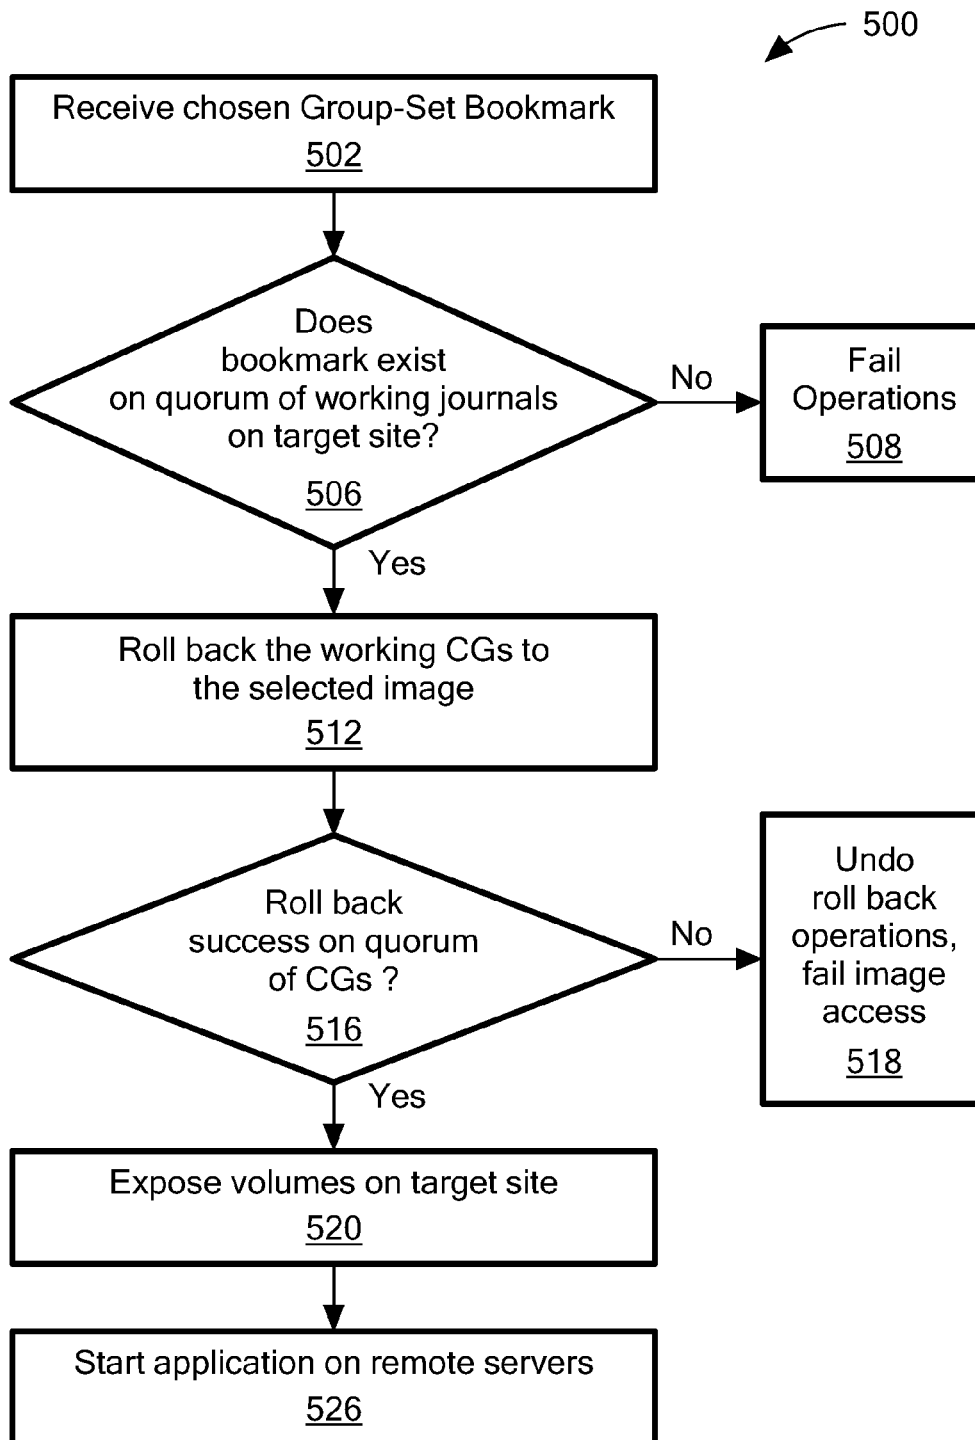 500
Receive chosen Group-Set Bookmark
502
Does
bookmark exist
on quorum of working journals
on target site?
506
No
Fail
Operations
508
Yes
Roll back the working CGs to
the selected image
512
Roll back
success on quorum
of CGs ?
516
No
Undo
roll back
operations,
fail image
access
518
Yes
Expose volumes on target site
520
Start application on remote servers
526